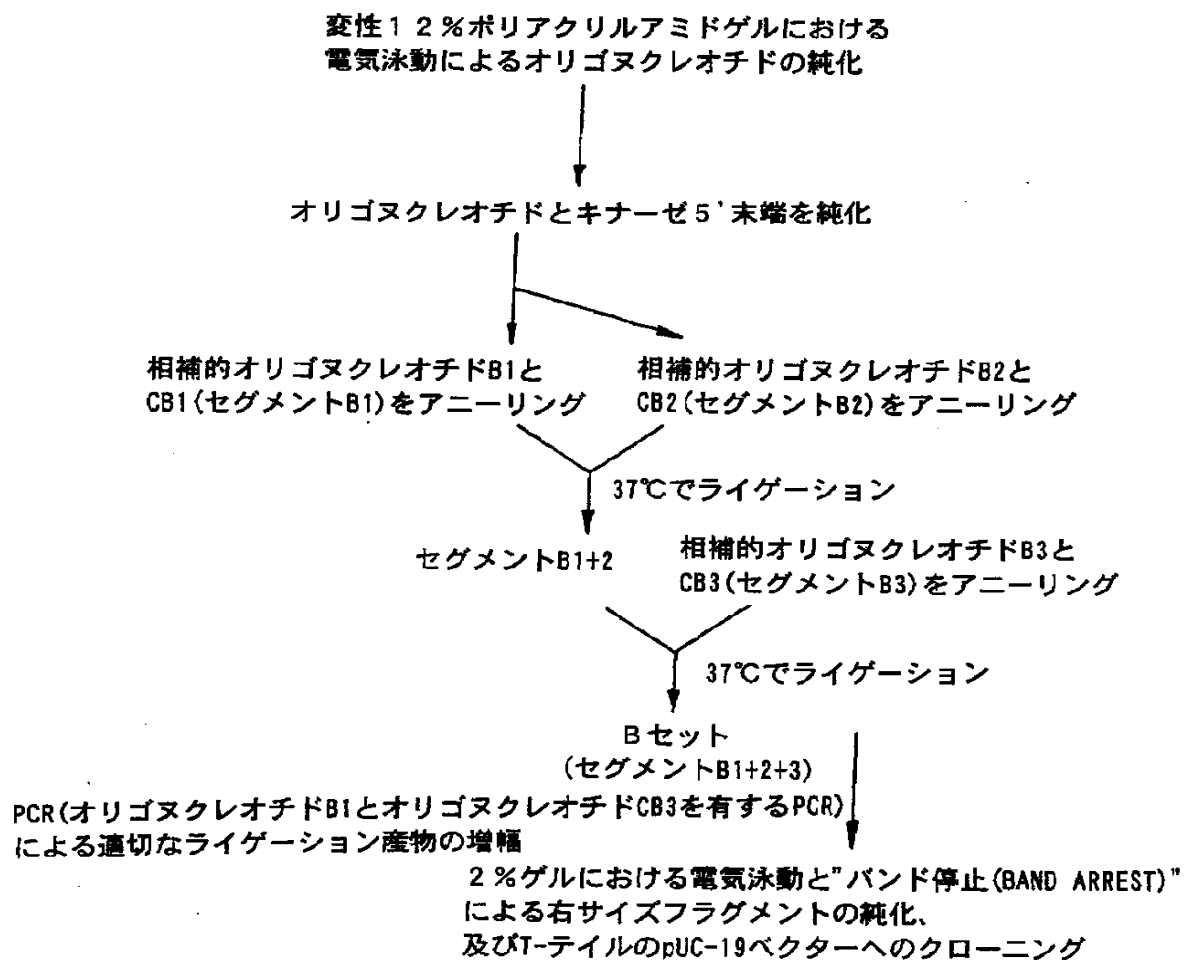 変性１２％ポリアクリルアミドゲルにおける
電気泳動によるオリゴヌクレオチドの純化
オリゴヌクレオチドとキナーゼ５’末端を純化
相補的オリゴヌクレオチドB1と
CB1(セグメントB1)をアニーリング
相補的オリゴヌクレオチドB2と
CB2(セグメントB2)をアニーリング
37℃でライゲーション
セグメントB1+2
相補的オリゴヌクレオチドB3と
CB3(セグメントB3)をアニーリング
37℃でライゲーション
Ｂセット
(セグメントB1+2+3)
PCR(オリゴヌクレオチドB1とオリゴヌクレオチドCB3を有するPCR)
による適切なライゲーション産物の増幅
２％ゲルにおける電気泳動と”バンド停止(BAND ARREST)”
による右サイズフラグメントの純化、
及びT-テイルのpUC-19ベクターへのクローニング